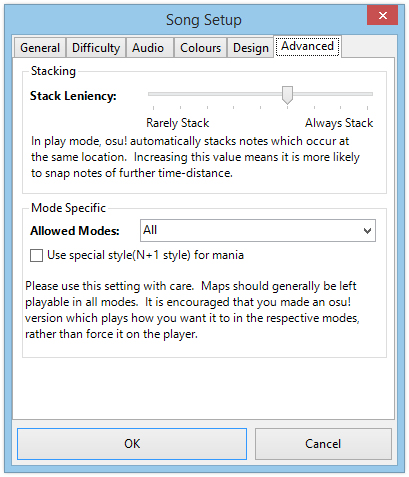 Song Setup
General Difficulty Audio Colours Design Advanced
Stacking
Stack Leniency:
Rarely Stack Always Stack
In play mode, osu! automatically stacks notes which occur at
the same location. Increasing this value means it is more likely
to snap notes of further time-distance.
Mode Specific
Allowed Modes: All
Use special style(N+1 style) for mania
Please use this setting with care. Maps should generally be left
playable in all modes. It is encouraged that you made an osu!
version which plays how you want it to in the respective modes,
rather than force it on the player.
OK Cancel